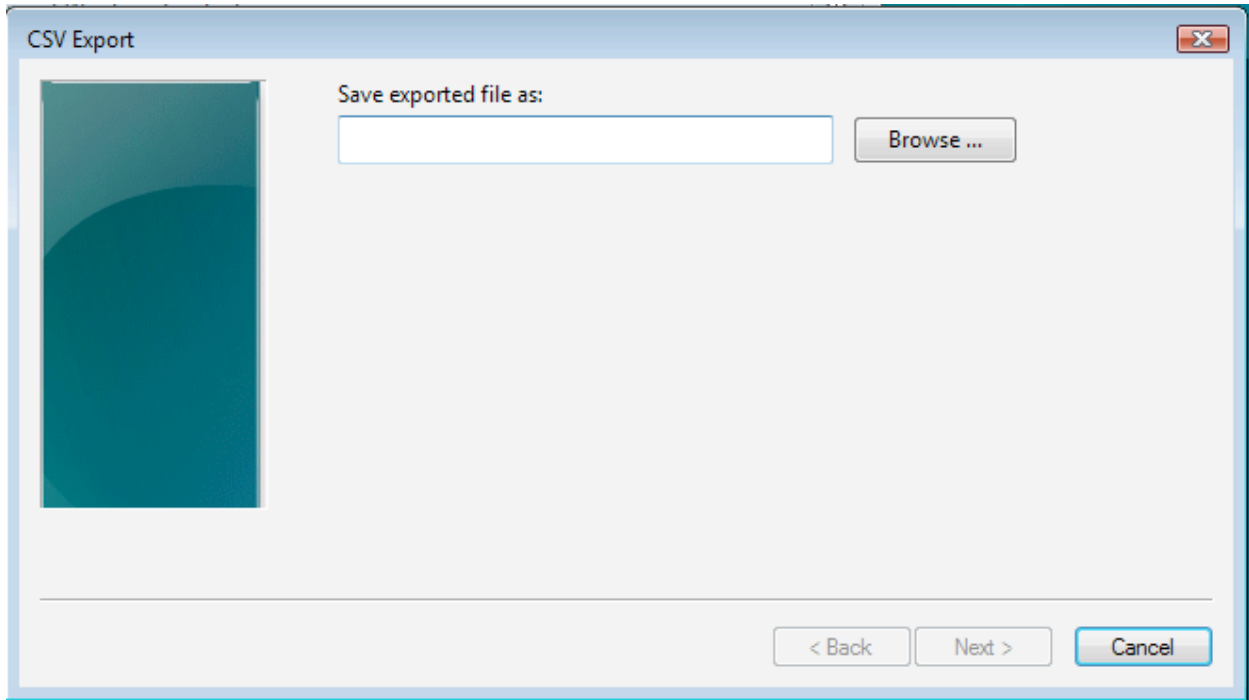 CSV Export
Save exported file as:
Browse ...
< Back
Next >
Cancel